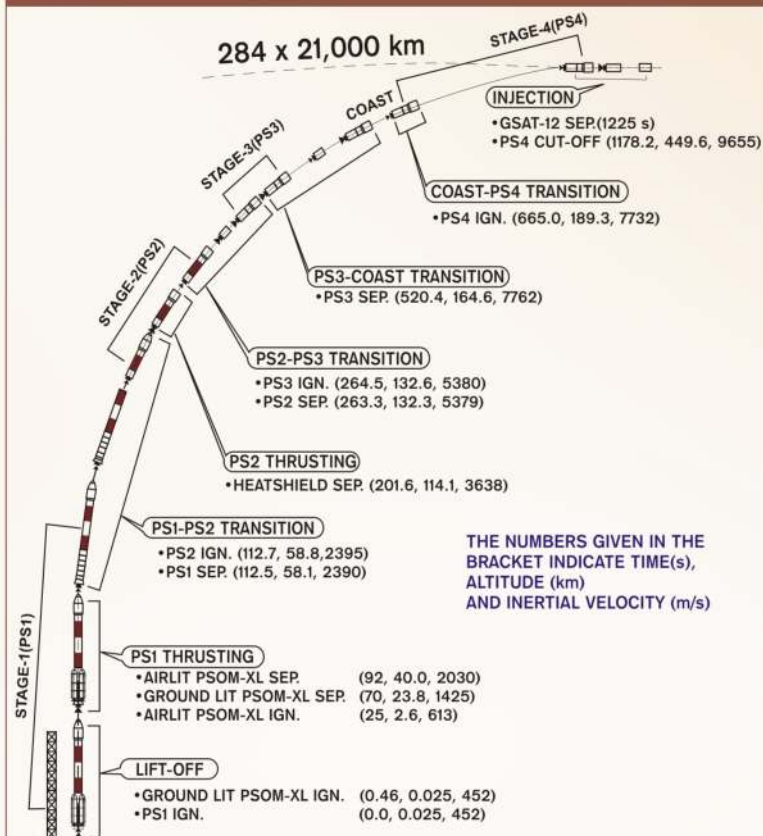 284 x 21,000 km
STAGE-4(PS4)
INJECTION
•GSAT-12 SEP.(1225 s)
•PS4 CUT-OFF (1178.2, 449.6, 9655)
COAST
COAST-PS4 TRANSITION
•PS4 IGN. (665.0, 189.3, 7732)
STAGE-3(PS3)
PS3-COAST TRANSITION
•PS3 SEP. (520.4, 164.6, 7762)
STAGE-2(PS2)
PS2-PS3 TRANSITION
•PS3 IGN. (264.5, 132.6, 5380)
•PS2 SEP. (263.3, 132.3, 5379)
PS2 THRUSTING
•HEATSHIELD SEP. (201.6, 114.1, 3638)
PS1-PS2 TRANSITION
•PS2 IGN. (112.7, 58.8,2395)
•PS1 SEP. (112.5, 58.1, 2390)
THE NUMBERS GIVEN IN THE
BRACKET INDICATE TIME(s),
ALTITUDE (km)
AND INERTIAL VELOCITY (m/s)
STAGE-1(PS1)
PS1 THRUSTING
•AIRLIT PSOM-XL SEP. (92, 40.0, 2030)
•GROUND LIT PSOM-XL SEP. (70, 23.8, 1425)
•AIRLIT PSOM-XL IGN. (25, 2.6, 613)
LIFT-OFF
•GROUND LIT PSOM-XL IGN. (0.46, 0.025, 452)
•PS1 IGN. (0.0, 0.025, 452)